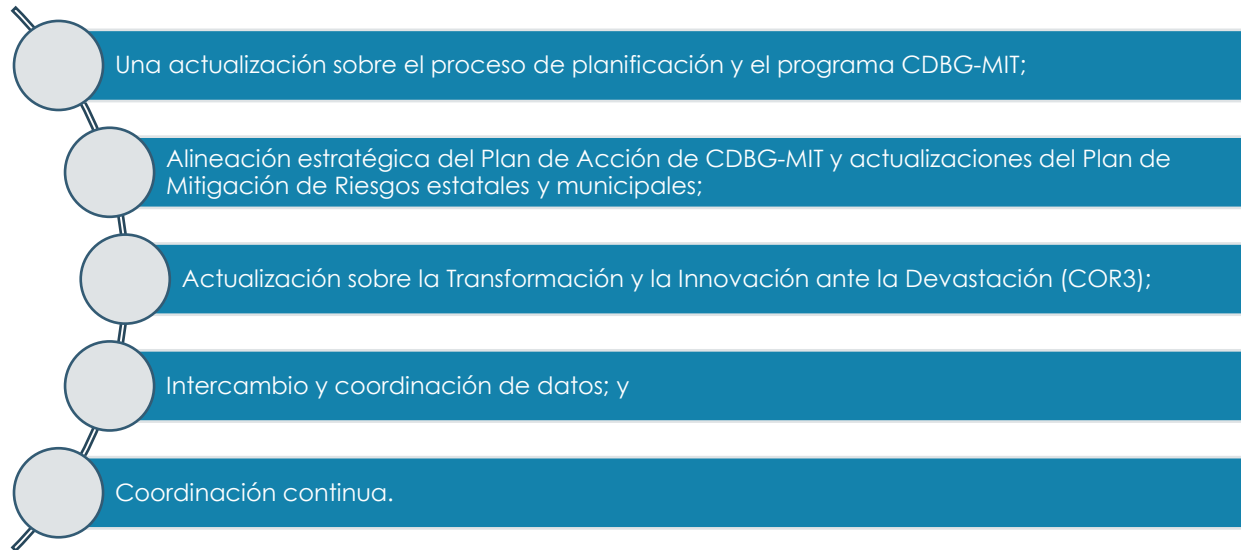 Una actualización sobre el proceso de planificación y el programa CDBG-MIT;
Alineación estratégica del Plan de Acción de CDBG-MIT y actualizaciones del Plan de
Mitigación de Riesgos estatales y municipales;
Actualización sobre la Transformación y la Innovación ante la Devastación (COR3);
Intercambio y coordinación de datos; y
Coordinación continua.